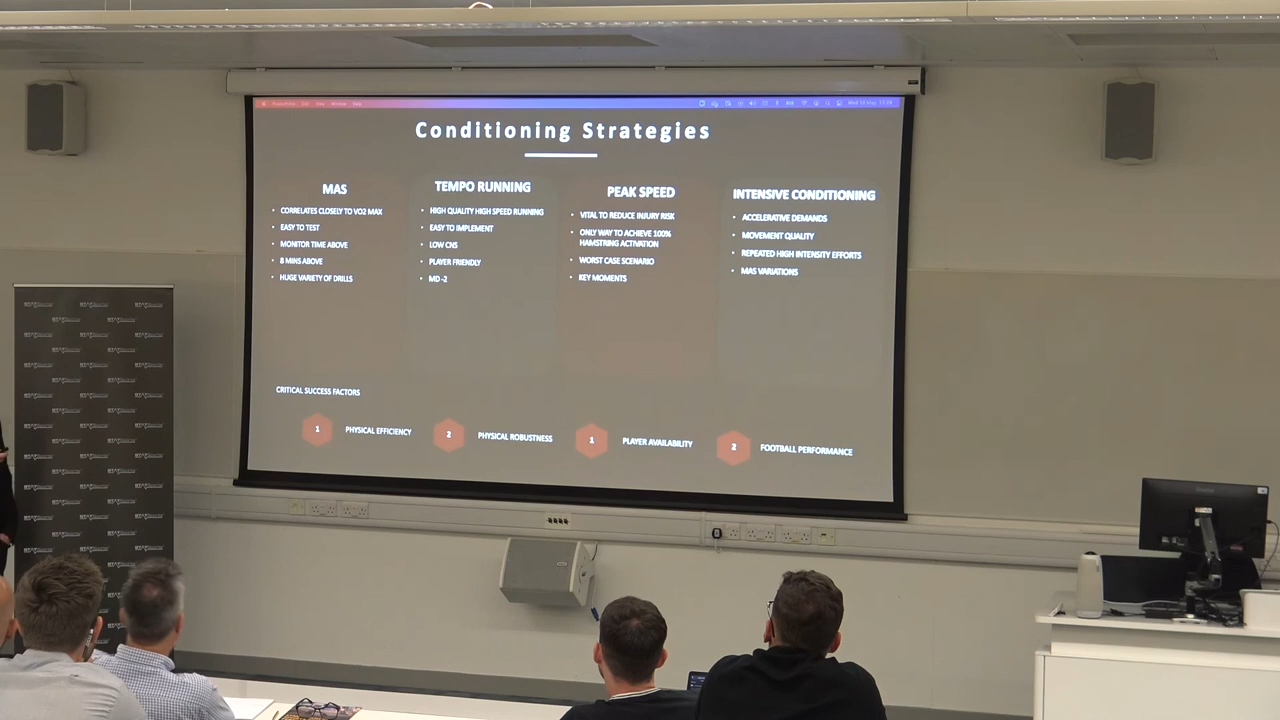 Conditioning Strategies
MAS
• CORRELATES CLOSELY TO VO2 MAX
• EASY TO TEST
• MONITOR TIME ABOVE
• 8 MINS ABOVE
• HUGE VARIETY OF DRILLS
TEMPO RUNNING
• HIGH QUALITY HIGH SPEED RUNNING
• EASY TO IMPLEMENT
• LOW CNS
• PLAYER FRIENDLY
• MD -2
PEAK SPEED
• VITAL TO REDUCE INJURY RISK
• ONLY WAY TO ACHIEVE 100%
HAMSTRING ACTIVATION
• WORST CASE SCENARIO
• KEY MOMENTS
INTENSIVE CONDITIONING
• ACCELERATIVE DEMANDS
• MOVEMENT QUALITY
• REPEATED HIGH INTENSITY EFFORTS
• MAS VARIATIONS
CRITICAL SUCCESS FACTORS
1 PHYSICAL EFFICIENCY
2 PHYSICAL ROBUSTNESS
1 PLAYER AVAILABILITY
2 FOOTBALL PERFORMANCE